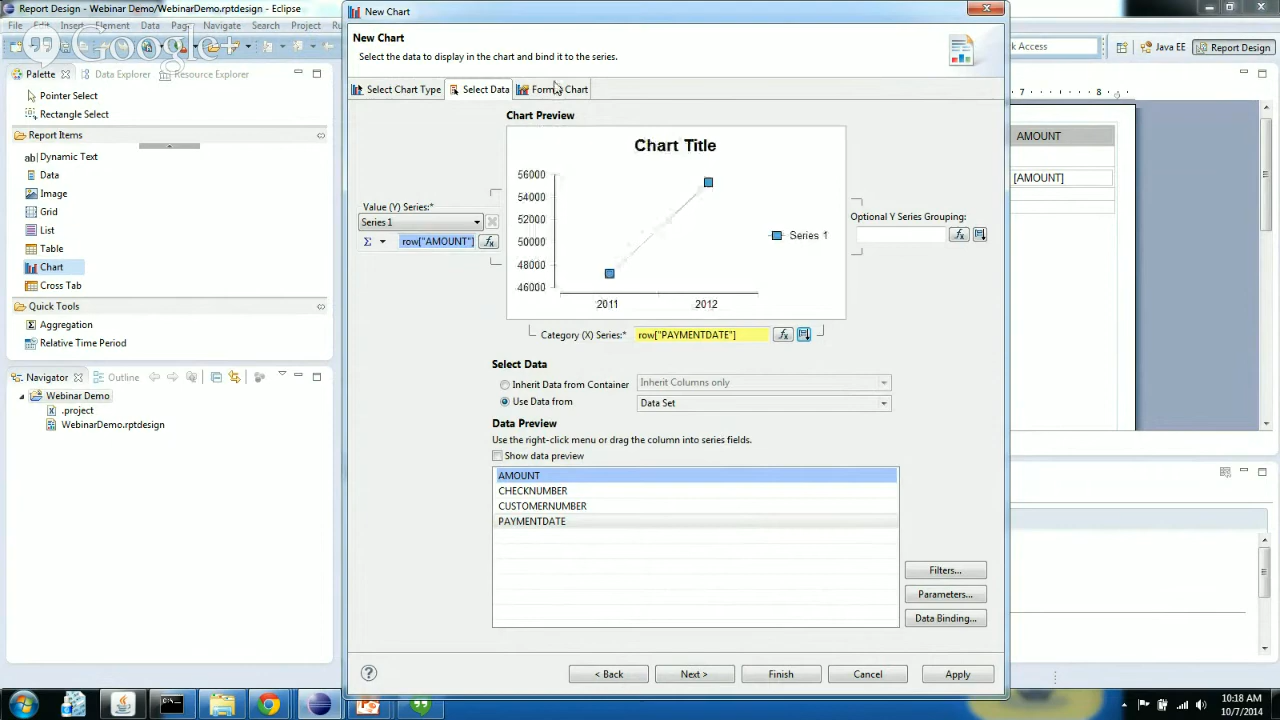 Report Design - Webinar Demo/WebinarDemo.rptdesign - Eclipse
File Edit Insert Element Data Page Navigate Search Project
Google+
Access
Java EE
Report Design
Palette
Data Explorer
Resource Explorer
Pointer Select
Rectangle Select
Report Items
Dynamic Text
Data
Image
Grid
List
Table
Chart
Cross Tab
Quick Tools
Aggregation
Relative Time Period
Navigator
Outline
Webinar Demo
.project
WebinarDemo.rptdesign
New Chart
New Chart
Select the data to display in the chart and bind it to the series.
Select Chart Type
Select Data
Chart
Chart Preview
Chart Title
56000
54000
52000
50000
48000
46000
2011
2012
Series 1
Value (Y) Series:*
Series 1
row["AMOUNT"]
Optional Y Series Grouping:
Category (X) Series:*
row["PAYMENTDATE"]
Select Data
Inherit Data from Container
Inherit Columns only
Use Data from
Data Set
Data Preview
Use the right-click menu or drag the column into series fields.
Show data preview
AMOUNT
CHECKNUMBER
CUSTOMERNUMBER
PAYMENTDATE
Filters...
Parameters...
Data Binding...
< Back
Next >
Finish
Cancel
Apply
7
8
AMOUNT
[AMOUNT]
10:18 AM
10/7/2014